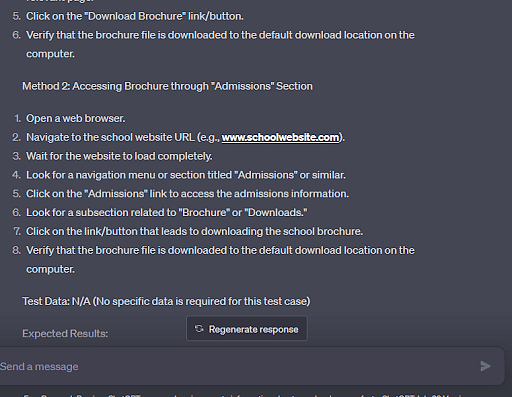 5. Click on the "Download Brochure" link/button.
6. Verify that the brochure file is downloaded to the default download location on the
computer.
Method 2: Accessing Brochure through "Admissions" Section
1. Open a web browser.
2. Navigate to the school website URL (e.g., www.schoolwebsite.com).
3. Wait for the website to load completely.
4. Look for a navigation menu or section titled "Admissions" or similar.
5. Click on the "Admissions" link to access the admissions information.
6. Look for a subsection related to "Brochure" or "Downloads."
7. Click on the link/button that leads to downloading the school brochure.
8. Verify that the brochure file is downloaded to the default download location on the
computer.
Test Data: N/A (No specific data is required for this test case)
Expected Results:
Regenerate response
Send a message